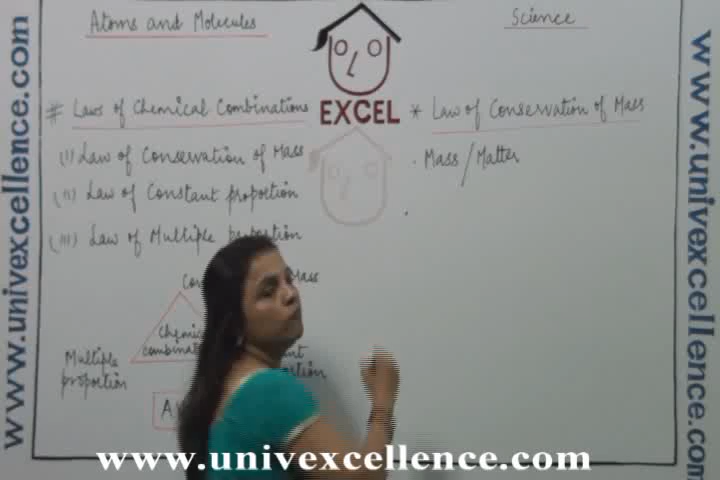 Atoms and Molecules
Science
EXCEL
# Laws of Chemical Combinations
(i) Law of Conservation of Mass
(ii) Law of Constant proportion
(iii) Law of Multiple
* Law of Conservation of Mass
. Mass / Matter
.
Mass
Multiple
proportion
www.univexcellence.com
www.univexcellence.com
www.univexcellence.com